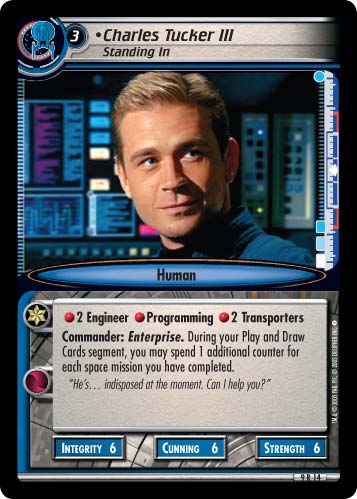 3
•Charles Tucker III
Standing In
Human
2 Engineer Programming 2 Transporters
Commander: Enterprise. During your Play and Draw
Cards segment, you may spend 1 additional counter for
each space mission you have completed.
"He's... indisposed at the moment. Can I help you?"
INTEGRITY 6 CUNNING 6 STRENGTH 6
9 R 14